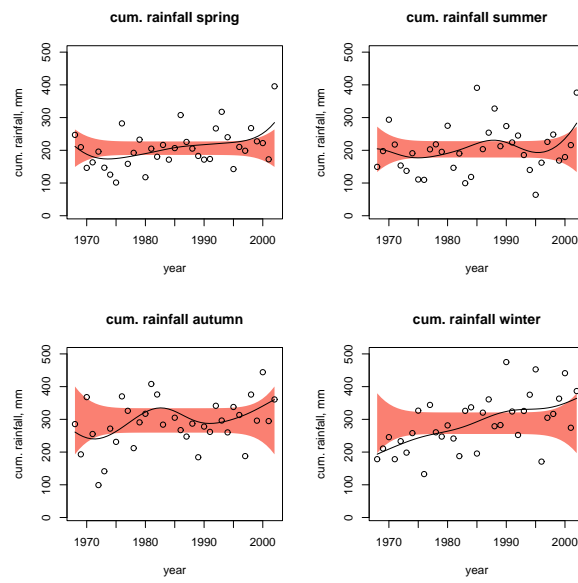 cum. rainfall spring
cum. rainfall, mm
0 100 200 300 400 500
1970 1980 1990 2000
year
cum. rainfall summer
cum. rainfall, mm
0 100 200 300 400 500
1970 1980 1990 2000
year
cum. rainfall autumn
cum. rainfall, mm
0 100 200 300 400 500
1970 1980 1990 2000
year
cum. rainfall winter
cum. rainfall, mm
0 100 200 300 400 500
1970 1980 1990 2000
year